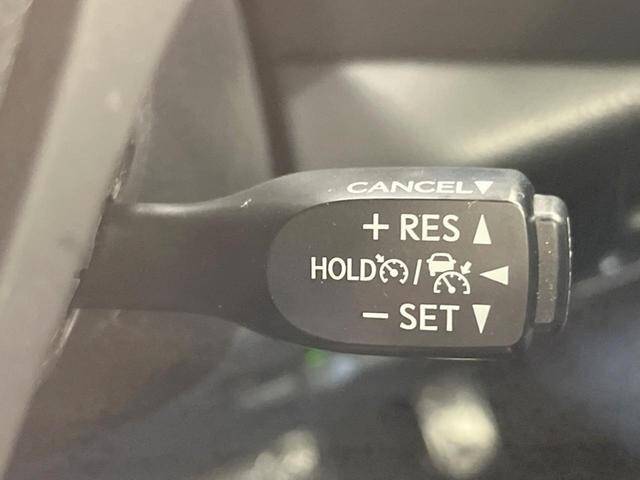 CANCEL▼
+ RES ▲
HOLD / ◀
− SET ▼